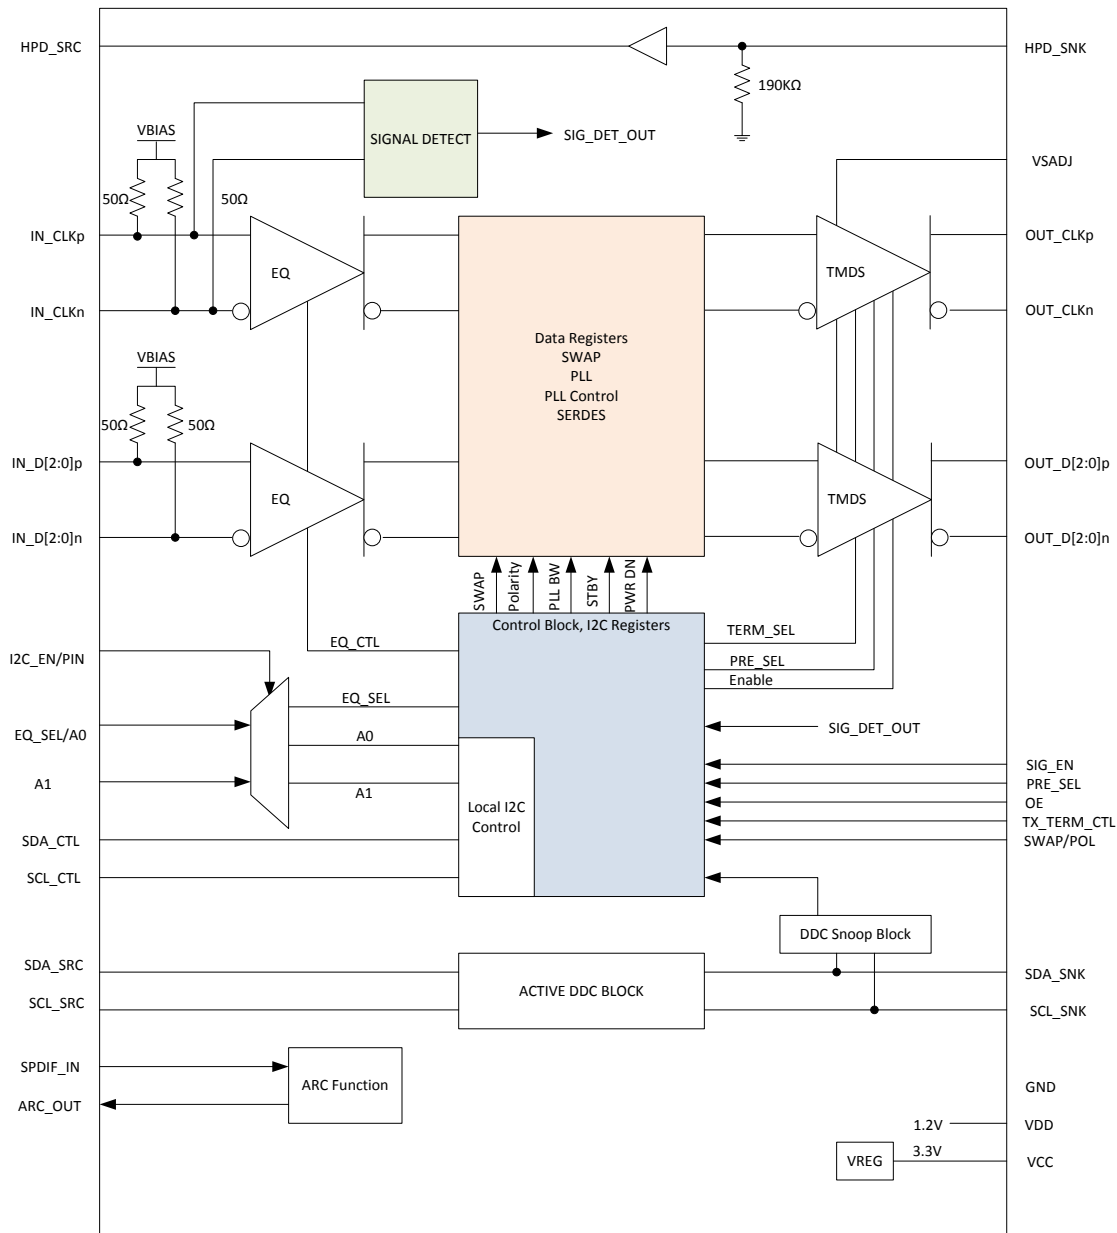 HPD_SRC
HPD_SNK
190KΩ
VBIAS
SIGNAL DETECT
SIG_DET_OUT
VSADJ
50Ω
50Ω
IN_CLKp
OUT_CLKp
EQ
TMDS
IN_CLKn
OUT_CLKn
Data Registers
SWAP
PLL
PLL Control
SERDES
VBIAS
50Ω
50Ω
IN_D[2:0]p
OUT_D[2:0]p
EQ
TMDS
IN_D[2:0]n
OUT_D[2:0]n
SWAP
Polarity
PLL BW
STBY
PWR DN
Control Block, I2C Registers
EQ_CTL
TERM_SEL
I2C_EN/PIN
PRE_SEL
Enable
EQ_SEL
EQ_SEL/A0
SIG_DET_OUT
A0
SIG_EN
A1
PRE_SEL
A1
OE
Local I2C
Control
TX_TERM_CTL
SDA_CTL
SWAP/POL
SCL_CTL
DDC Snoop Block
SDA_SRC
SDA_SNK
ACTIVE DDC BLOCK
SCL_SRC
SCL_SNK
SPDIF_IN
ARC Function
GND
ARC_OUT
1.2V
VDD
3.3V
VREG
VCC